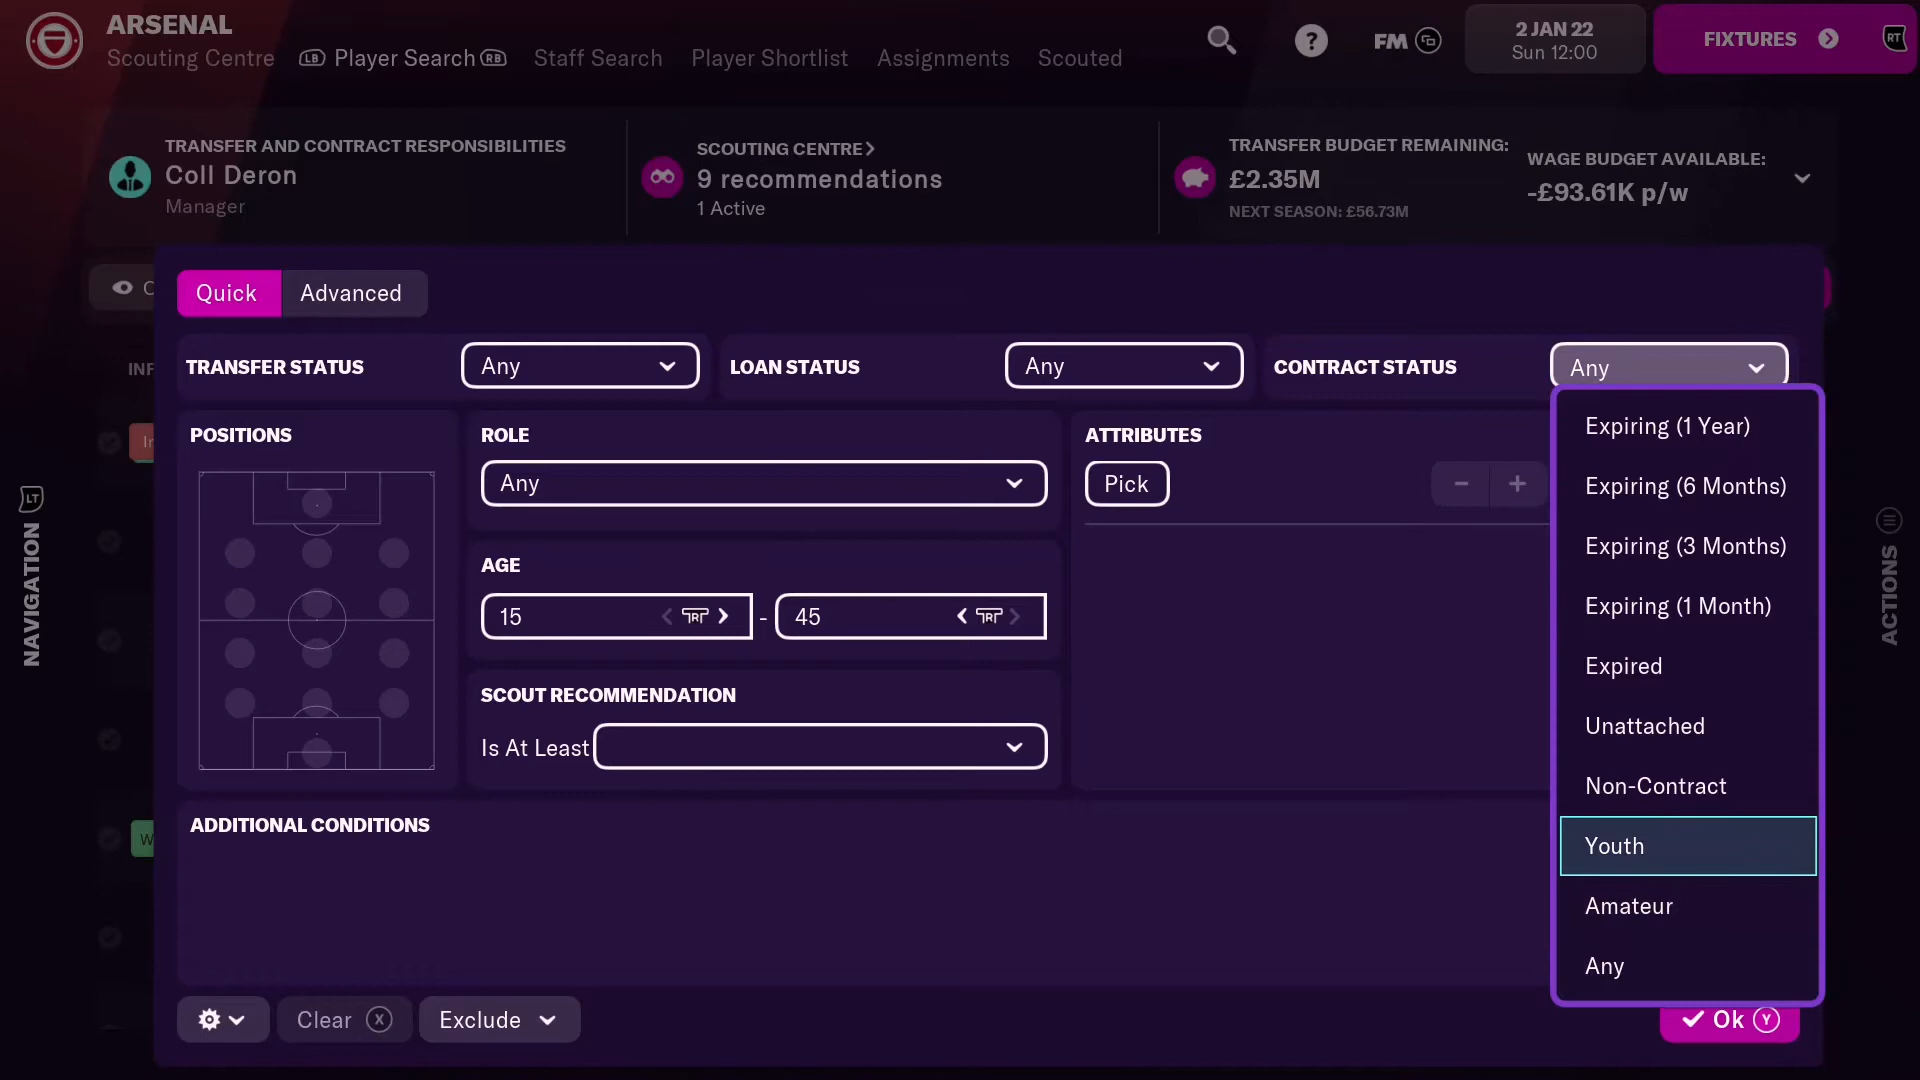 ARSENAL
Scouting Centre LB Player Search RB Staff Search Player Shortlist Assignments Scouted
? FM
2 JAN 22
Sun 12:00
FIXTURES RT
TRANSFER AND CONTRACT RESPONSIBILITIES
Coll Deron
Manager
SCOUTING CENTRE
9 recommendations
1 Active
TRANSFER BUDGET REMAINING:
£2.35M
NEXT SEASON: £56.73M
WAGE BUDGET AVAILABLE:
-£93.61K p/w
Quick Advanced
TRANSFER STATUS Any LOAN STATUS Any CONTRACT STATUS Any
INF
POSITIONS
ROLE
Any
ATTRIBUTES
Pick - +
AGE
15 - 45
SCOUT RECOMMENDATION
Is At Least
ADDITIONAL CONDITIONS
Expiring (1 Year)
Expiring (6 Months)
Expiring (3 Months)
Expiring (1 Month)
Expired
Unattached
Non-Contract
Youth
Amateur
Any
Clear X Exclude
Ok Y
LT
NAVIGATION
ACTIONS